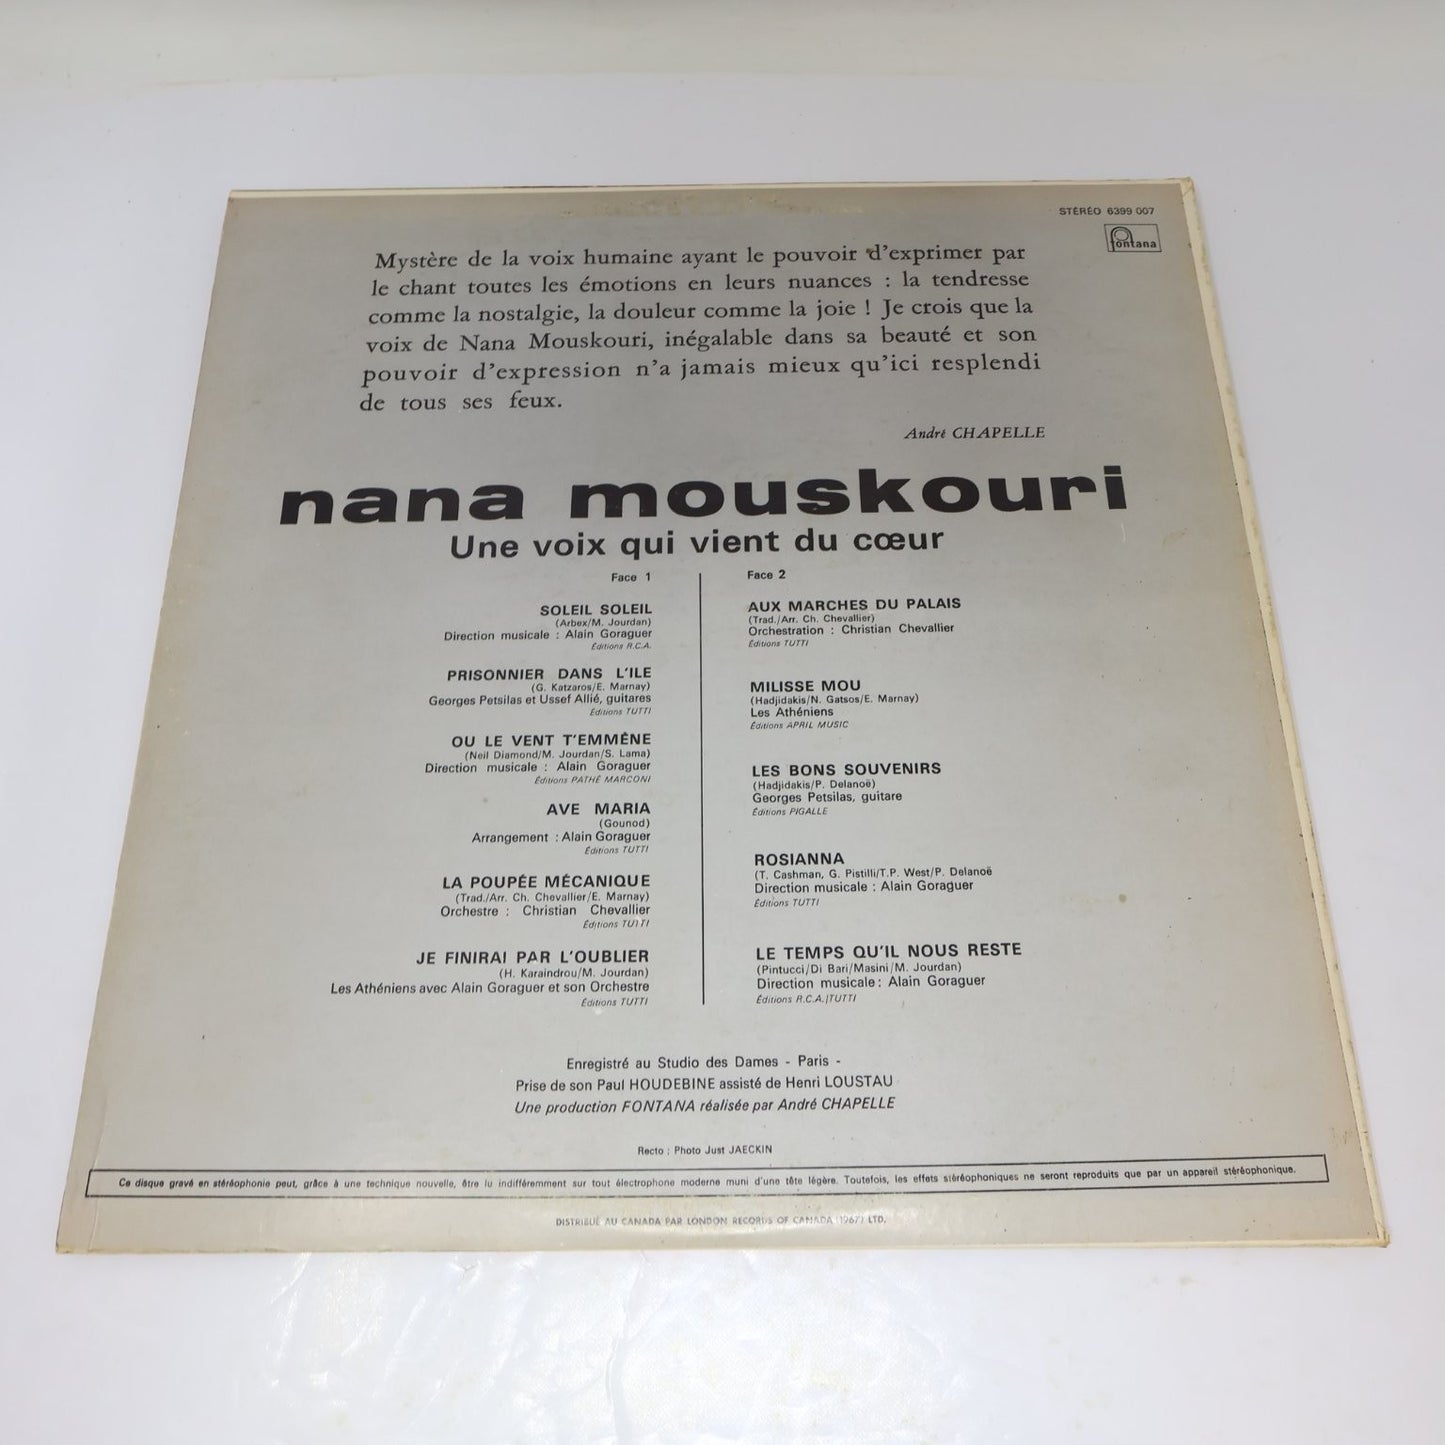 STÉRÉO 6399 007
fontana
Mystère de la voix humaine ayant le pouvoir d'exprimer par
le chant toutes les émotions en leurs nuances : la tendresse
comme la nostalgie, la douleur comme la joie ! Je crois que la
voix de Nana Mouskouri, inégalable dans sa beauté et son
pouvoir d'expression n'a jamais mieux qu'ici resplendi
de tous ses feux.
André CHAPELLE
nana mouskouri
Une voix qui vient du cœur
Face 1
SOLEIL SOLEIL
(Arbex/M. Jourdan)
Direction musicale : Alain Goraguer
Éditions R.C.A.
PRISONNIER DANS L'ILE
(G. Katzaros/E. Marnay)
Georges Petsilas et Ussef Allié, guitares
Éditions TUTTI
OU LE VENT T'EMMÈNE
(Neil Diamond/M. Jourdan/S. Lama)
Direction musicale : Alain Goraguer
Éditions PATHÉ MARCONI
AVE MARIA
(Gounod)
Arrangement : Alain Goraguer
Éditions TUTTI
LA POUPÉE MÉCANIQUE
(Trad./Arr. Ch. Chevallier/E. Marnay)
Orchestre : Christian Chevallier
Éditions TUTTI
JE FINIRAI PAR L'OUBLIER
(H. Karaindrou/M. Jourdan)
Les Athéniens avec Alain Goraguer et son Orchestre
Éditions TUTTI
Face 2
AUX MARCHES DU PALAIS
(Trad./Arr. Ch. Chevallier)
Orchestration : Christian Chevallier
Éditions TUTTI
MILISSE MOU
(Hadjidakis/N. Gatsos/E. Marnay)
Les Athéniens
Éditions APRIL MUSIC
LES BONS SOUVENIRS
(Hadjidakis/P. Delanoë)
Georges Petsilas, guitare
Éditions PIGALLE
ROSIANNA
(T. Cashman, G. Pistilli/T.P. West/P. Delanoë
Direction musicale : Alain Goraguer
Éditions TUTTI
LE TEMPS QU'IL NOUS RESTE
(Pintucci/Di Bari/Masini/M. Jourdan)
Direction musicale : Alain Goraguer
Éditions R.C.A./TUTTI
Enregistré au Studio des Dames - Paris -
Prise de son Paul HOUDEBINE assisté de Henri LOUSTAU
Une production FONTANA réalisée par André CHAPELLE
Recto : Photo Just JAECKIN
Ce disque gravé en stéréophonie peut, grâce à une technique nouvelle, être lu indifféremment sur tout électrophone moderne muni d'une tête légère. Toutefois, les effets stéréophoniques ne seront reproduits que par un appareil stéréophonique.
DISTRIBUÉ AU CANADA PAR LONDON RECORDS OF CANADA (1967) LTD.